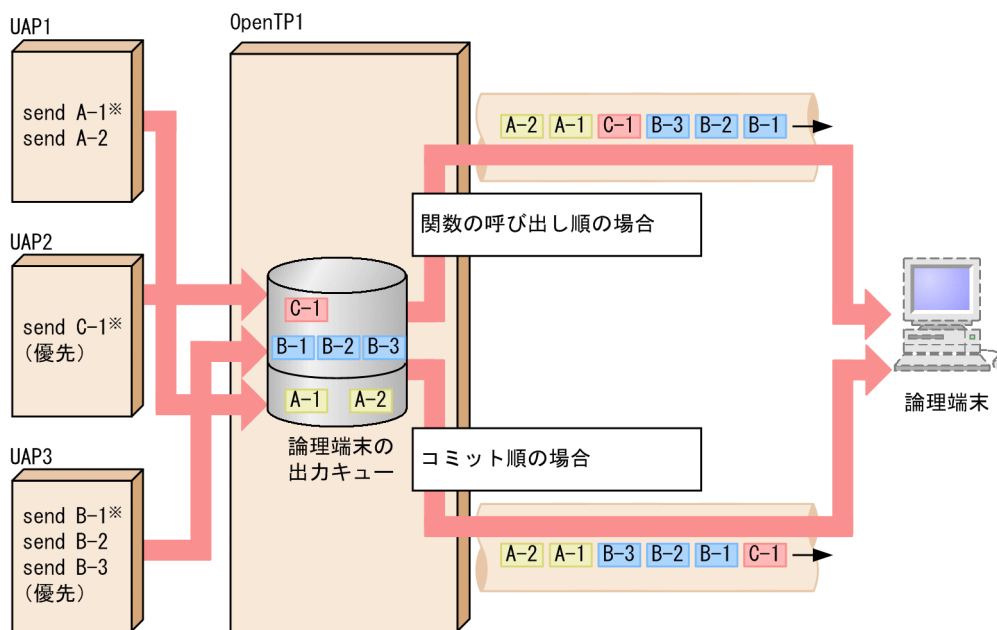 UAP1
send A-1※
send A-2
UAP2
send C-1※
(優先)
UAP3
send B-1※
send B-2
send B-3
(優先)
OpenTP1
C-1
B-1 B-2 B-3
A-1 A-2
論理端末の
出力キュー
関数の呼び出し順の場合
コミット順の場合
A-2 A-1 C-1 B-3 B-2 B-1
A-2 A-1 B-3 B-2 B-1 C-1
論理端末